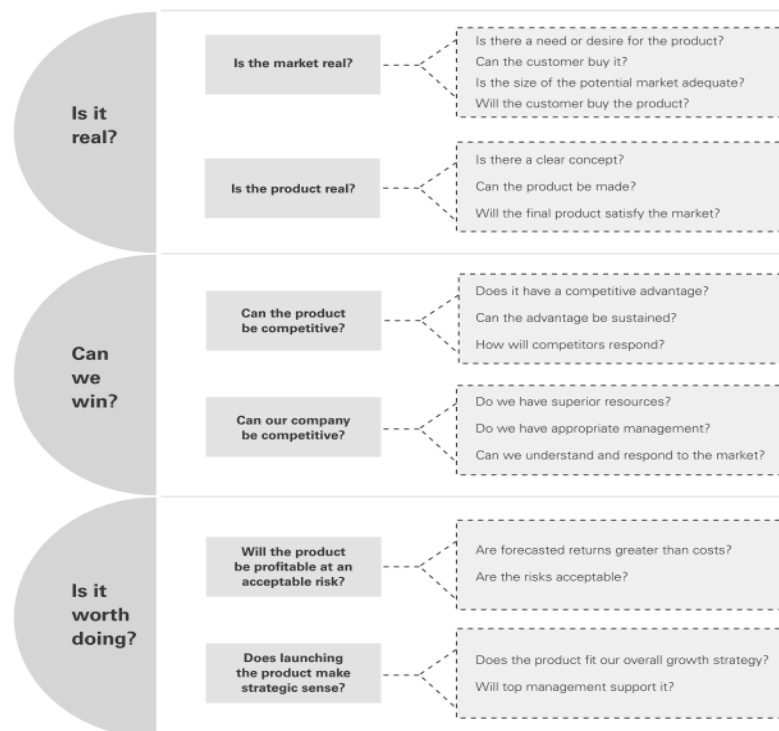 Is it
real?
Is the market real?
Is there a need or desire for the product?
Can the customer buy it?
Is the size of the potential market adequate?
Will the customer buy the product?
Is the product real?
Is there a clear concept?
Can the product be made?
Will the final product satisfy the market?
Can
we
win?
Can the product
be competitive?
Does it have a competitive advantage?
Can the advantage be sustained?
How will competitors respond?
Can our company
be competitive?
Do we have superior resources?
Do we have appropriate management?
Can we understand and respond to the market?
Is it
worth
doing?
Will the product
be profitable at an
acceptable risk?
Are forecasted returns greater than costs?
Are the risks acceptable?
Does launching
the product make
strategic sense?
Does the product fit our overall growth strategy?
Will top management support it?